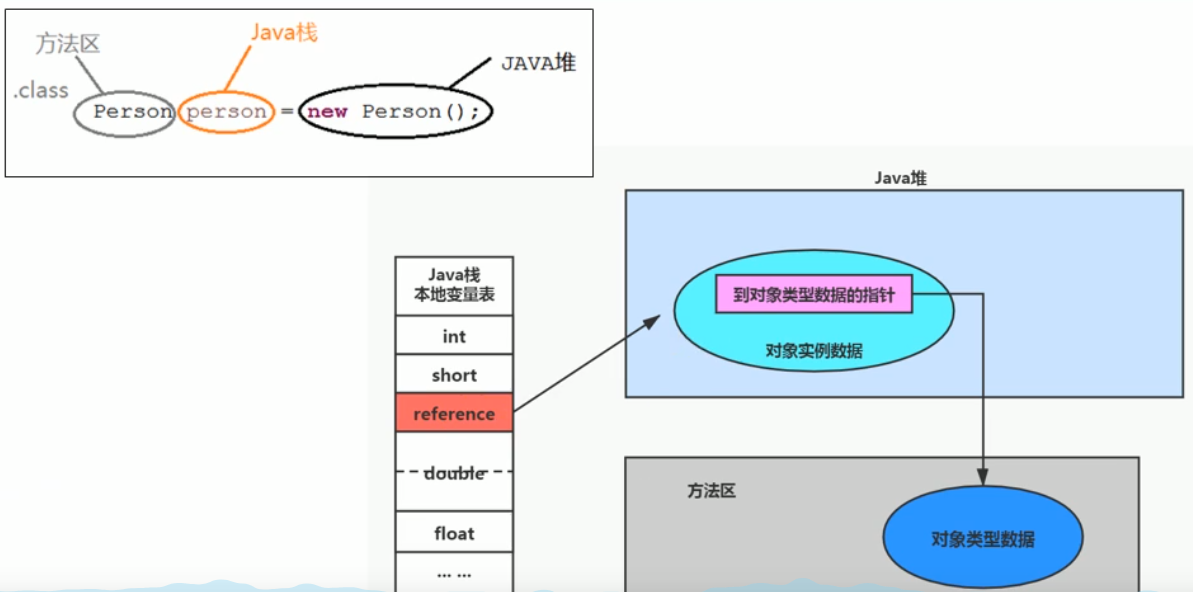 方法区
Java栈
JAVA堆
.class
Person person = new Person();
Java堆
Java栈
本地变量表
int
short
reference
double
float
... ...
到对象类型数据的指针
对象实例数据
方法区
对象类型数据